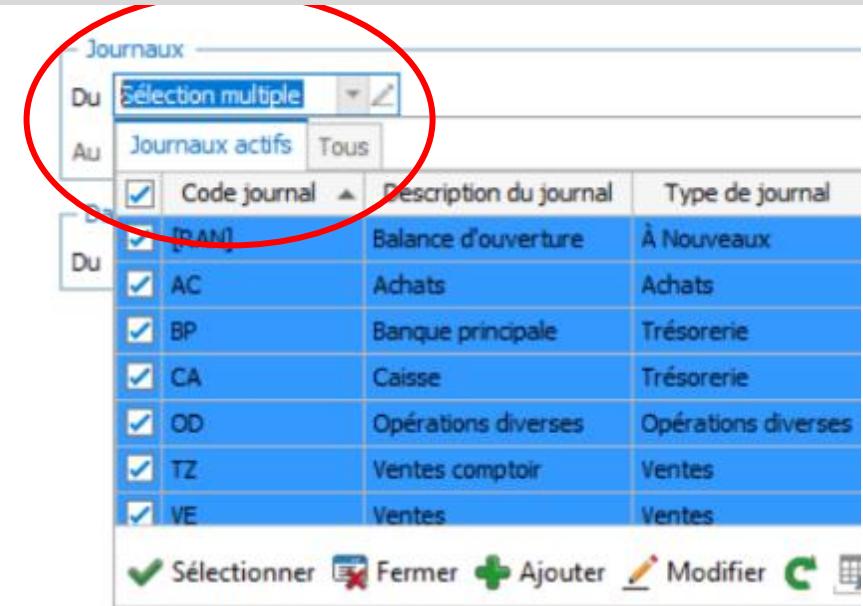 Journaux
Du Sélection multiple
Au Journaux actifs Tous
Code journal Description du journal Type de journal
[RAN] Balance d'ouverture À Nouveaux
Du
AC Achats Achats
BP Banque principale Trésorerie
CA Caisse Trésorerie
OD Opérations diverses Opérations diverses
TZ Ventes comptoir Ventes
VE Ventes Ventes
Sélectionner Fermer Ajouter Modifier